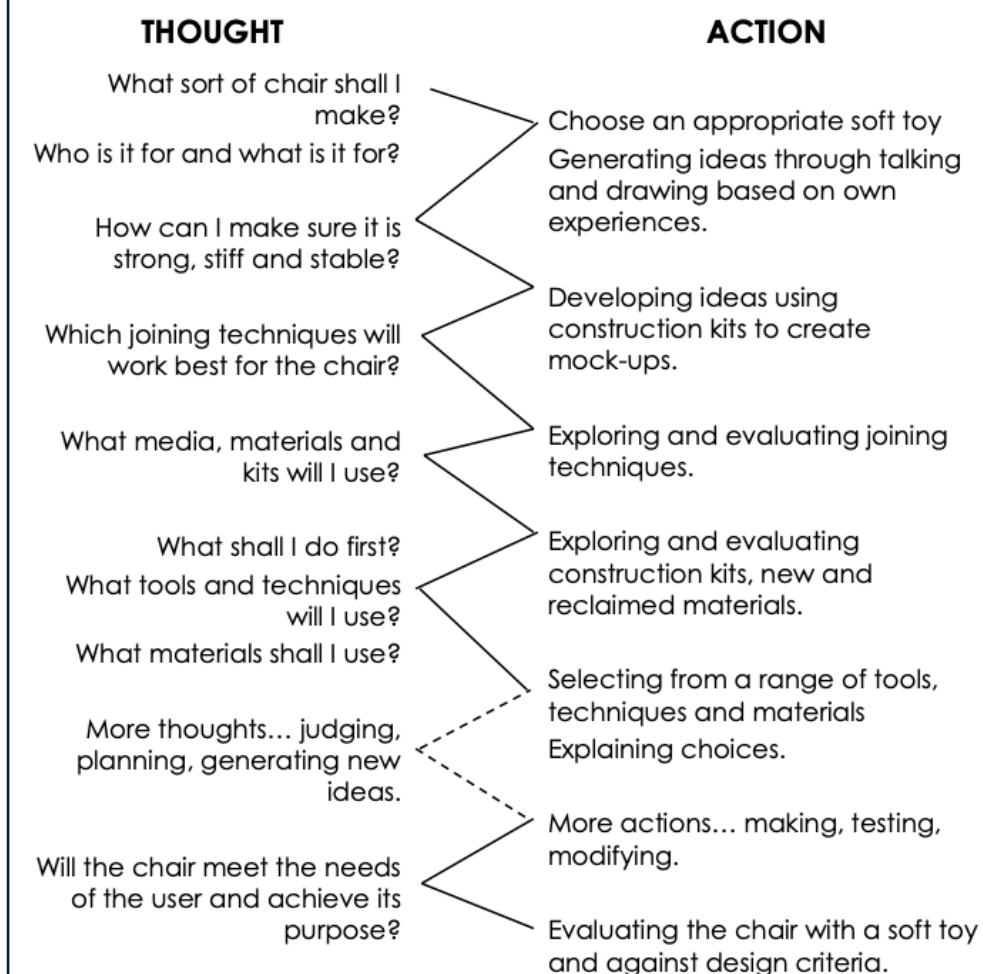 THOUGHT
ACTION
What sort of chair shall I
make?
Who is it for and what is it for?
Choose an appropriate soft toy
Generating ideas through talking
and drawing based on own
experiences.
How can I make sure it is
strong, stiff and stable?
Developing ideas using
construction kits to create
mock-ups.
Which joining techniques will
work best for the chair?
Exploring and evaluating joining
techniques.
What media, materials and
kits will I use?
Exploring and evaluating
construction kits, new and
reclaimed materials.
What shall I do first?
What tools and techniques
will I use?
What materials shall I use?
Selecting from a range of tools,
techniques and materials
Explaining choices.
More thoughts... judging,
planning, generating new
ideas.
More actions... making, testing,
modifying.
Will the chair meet the needs
of the user and achieve its
purpose?
Evaluating the chair with a soft toy
and against design criteria.